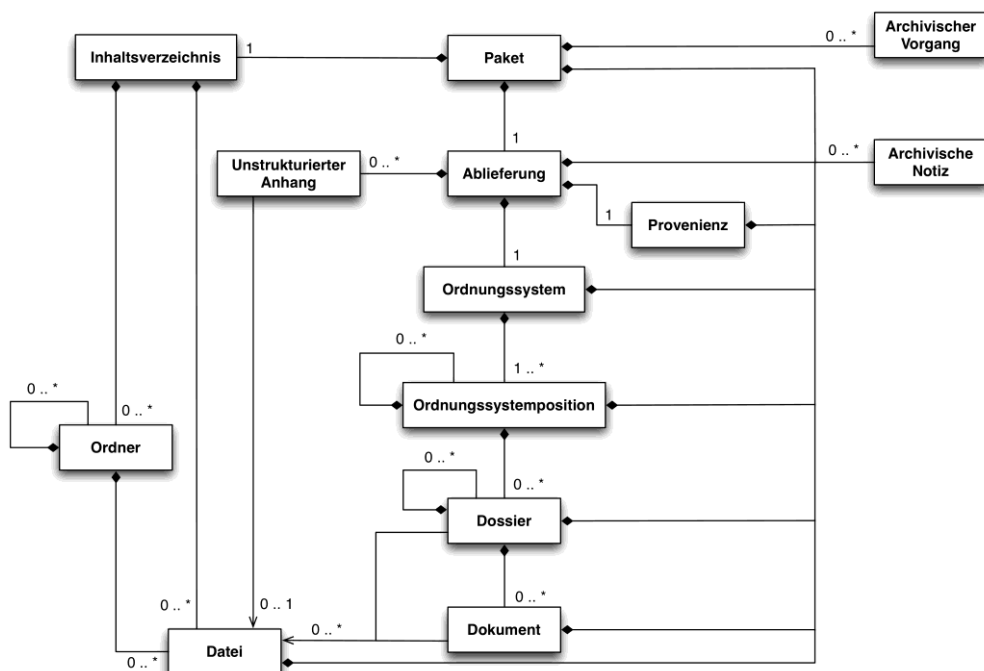 0 .. *
Archivischer
Vorgang
Inhaltsverzeichnis
1
Paket
1
0 .. *
Unstrukturierter
Anhang
0 .. *
Ablieferung
Archivische
Notiz
1
Provenienz
1
Ordnungssystem
0 .. *
1 .. *
0 .. *
0 .. *
Ordnungssystemposition
Ordner
0 .. *
0 .. *
Dossier
0 .. *
0 .. 1
0 .. *
0 .. *
Dokument
0 .. *
Datei